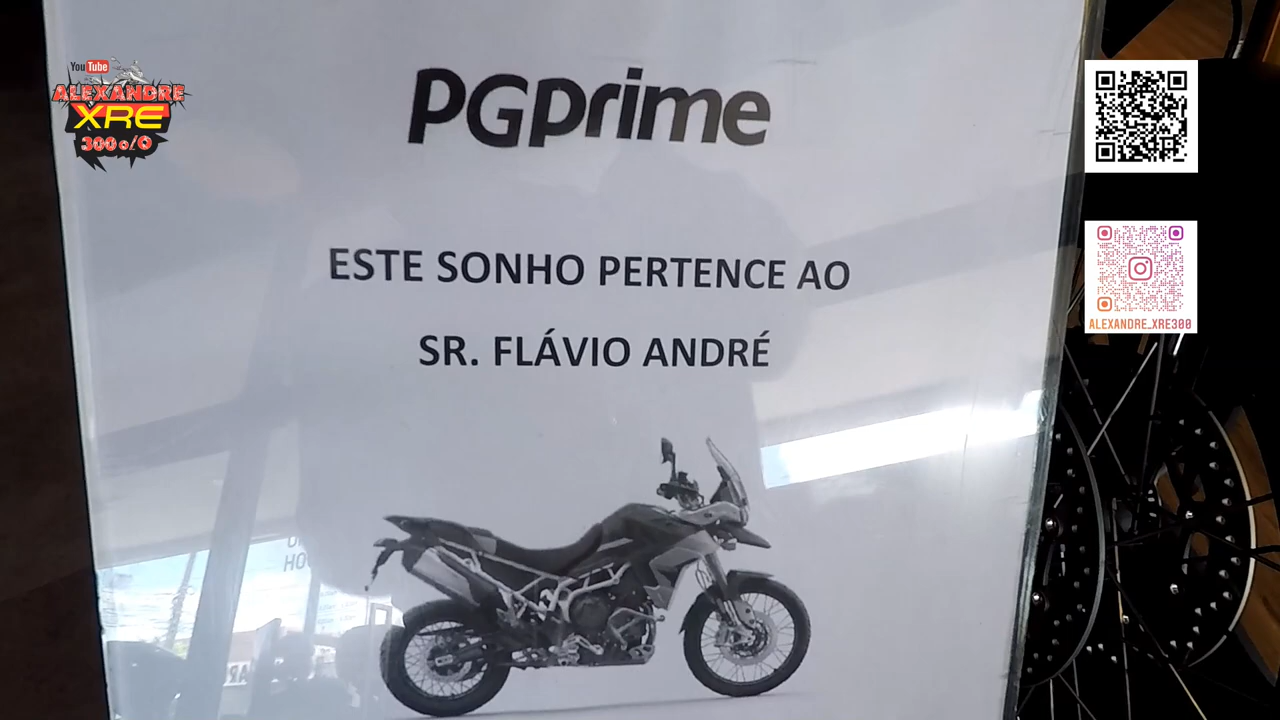 YouTube
ALEXANDRE
XRE
300%
PGPrime
ESTE SONHO PERTENCE AO
SR. FLÁVIO ANDRÉ
ALEXANDRE_XRE300